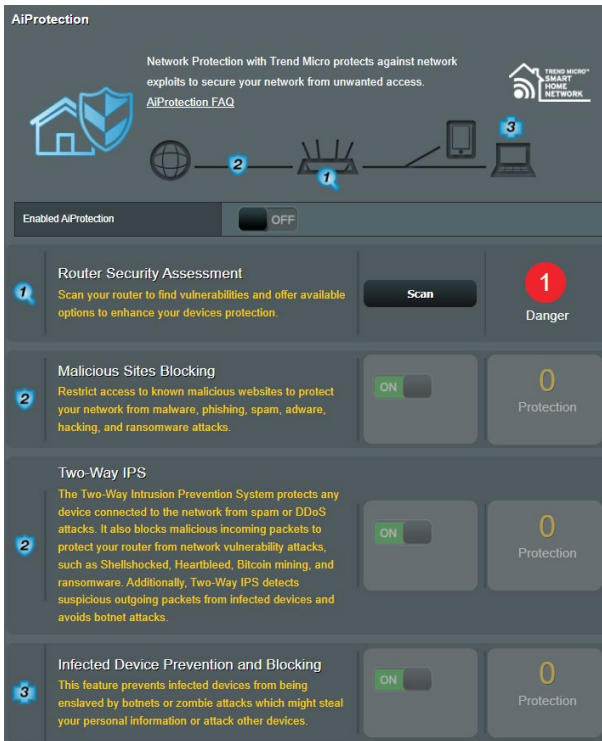 AiProtection
Network Protection with Trend Micro protects against network
exploits to secure your network from unwanted access.
AiProtection FAQ
TREND MICRO™
SMART
HOME
NETWORK
3
2
1
Enabled AiProtection
OFF
1
Router Security Assessment
Scan your router to find vulnerabilities and offer available
options to enhance your devices protection.
Scan
1
Danger
2
Malicious Sites Blocking
Restrict access to known malicious websites to protect
your network from malware, phishing, spam, adware,
hacking, and ransomware attacks.
ON
0
Protection
2
Two-Way IPS
The Two-Way Intrusion Prevention System protects any
device connected to the network from spam or DDoS
attacks. It also blocks malicious incoming packets to
protect your router from network vulnerability attacks,
such as Shellshocked, Heartbleed, Bitcoin mining, and
ransomware. Additionally, Two-Way IPS detects
suspicious outgoing packets from infected devices and
avoids botnet attacks.
ON
0
Protection
3
Infected Device Prevention and Blocking
This feature prevents infected devices from being
enslaved by botnets or zombie attacks which might steal
your personal information or attack other devices.
ON
0
Protection